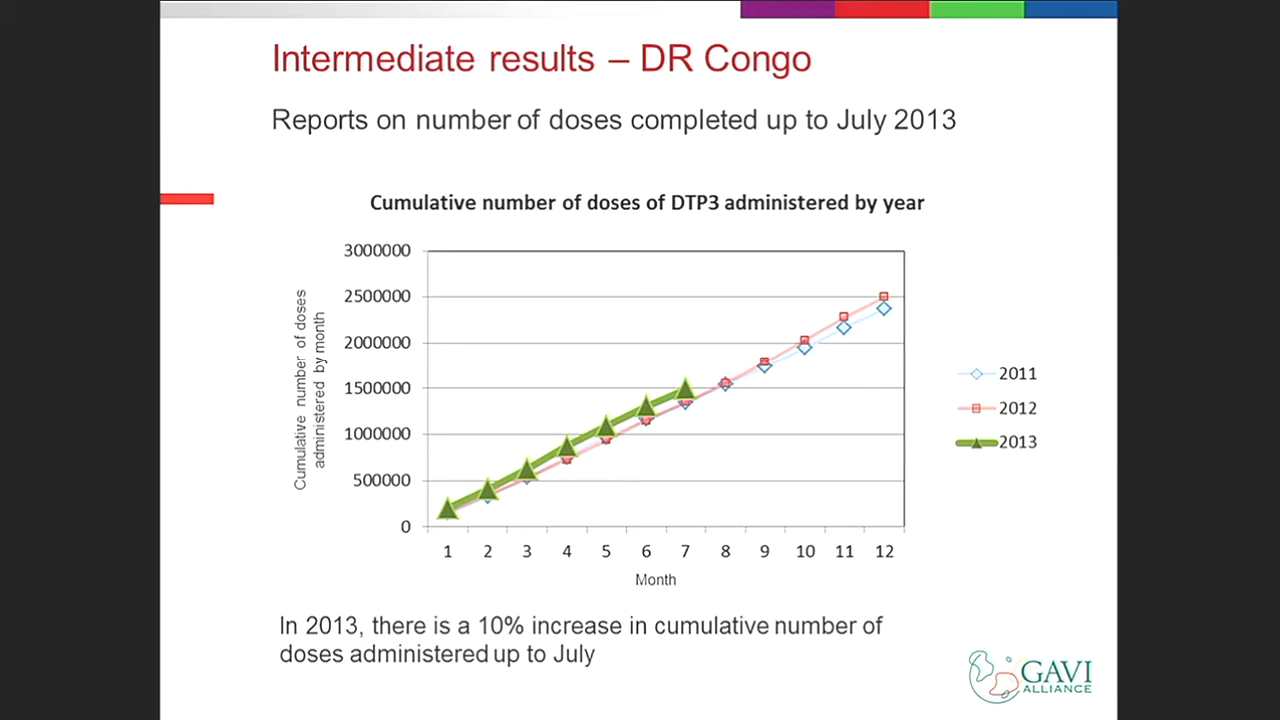 Intermediate results – DR Congo
Reports on number of doses completed up to July 2013
Cumulative number of doses of DTP3 administered by year
Cumulative number of doses
administered by month
3000000
2500000
2000000
1500000
1000000
500000
0
1 2 3 4 5 6 7 8 9 10 11 12
Month
2011
2012
2013
In 2013, there is a 10% increase in cumulative number of
doses administered up to July
GAVI
ALLIANCE